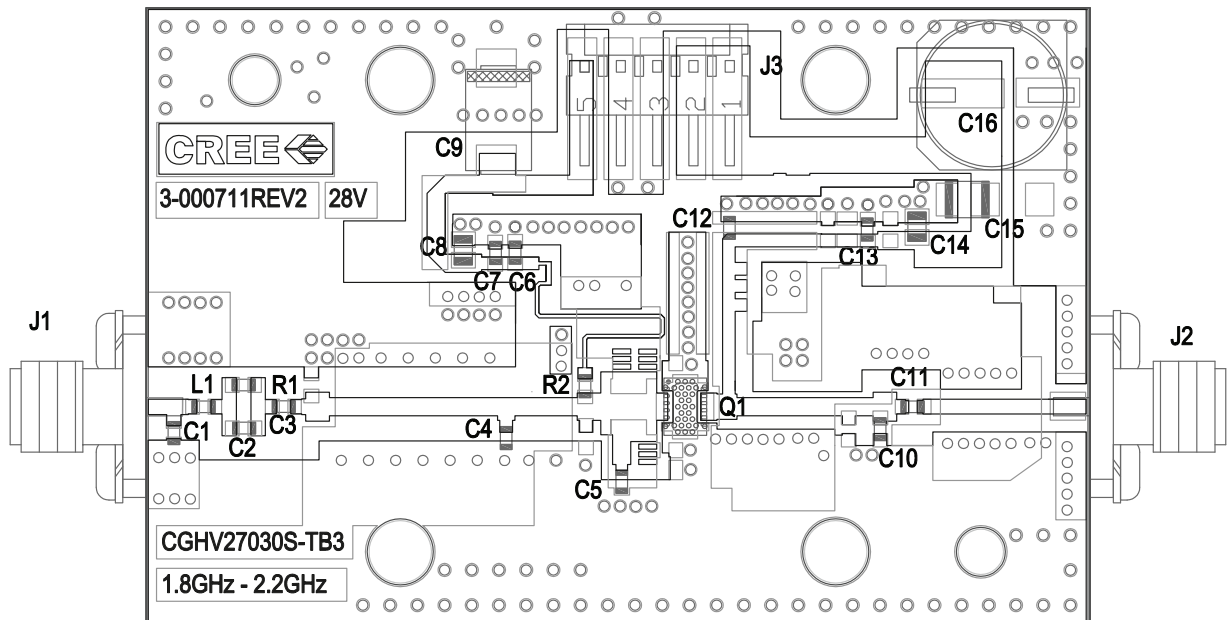 5 4 3 2 1
J3
C16
C9
CREE
3-000711REV2 28V
C12
C8
C7 C6
C13 C14 C15
J1
J2
L1 R1
R2
C11
Q1
C1 C2 C3
C4
C10
C5
CGHV27030S-TB3
1.8GHz - 2.2GHz